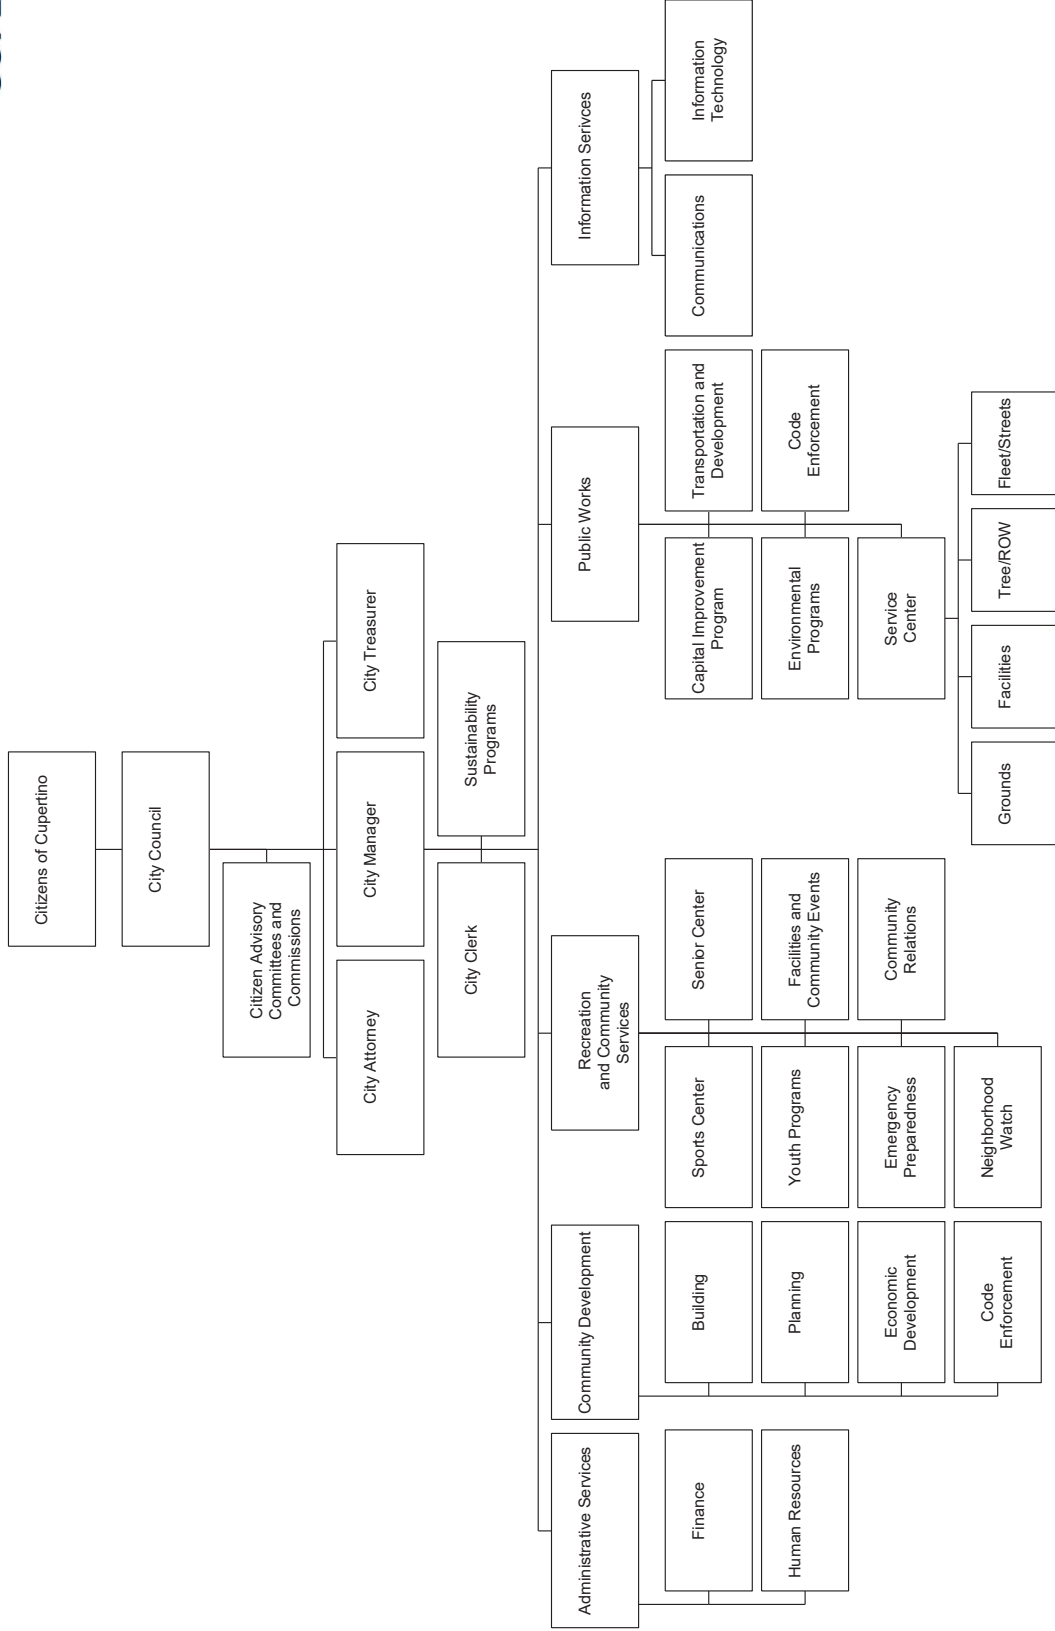 Citizens of Cupertino
City Council
Citizen Advisory
Committees and
Commissions
City Attorney
City Manager
City Treasurer
City Clerk
Sustainability
Programs
Administrative Services
Community Development
Recreation
and Community
Services
Public Works
Information Serivces
Finance
Human Resources
Building
Planning
Economic
Development
Code
Enforcement
Sports Center
Senior Center
Youth Programs
Facilities and
Community Events
Emergency
Preparedness
Community
Relations
Neighborhood
Watch
Capital Improvement
Program
Transportation and
Development
Environmental
Programs
Code
Enforcement
Service
Center
Grounds
Facilities
Tree/ROW
Fleet/Streets
Communications
Information
Technology